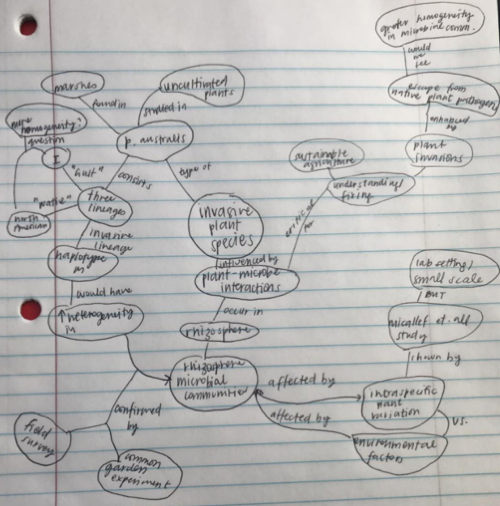 greater homogeneity
in microbial comm.
would
we
see
escape from
native plant pathogens
enhanced
by
plant
invasions
marshes
uncultivated
plants
found in
studied in
p. australis
more
homogeneity?
question
I
"Gulf"
consists
type of
sustainable
agriculture
understanding/
fixing
critical
for
"native"
north
American
three
lineages
invasive
plant
species
invasive
lineage
haplotype
m
influenced by
plant-microbe
interactions
lab setting/
small scale
BUT
would have
occur in
↑ heterogeneity
in
rhizosphere
micallef et. al
study
shown by
rhizosphere
microbial
communities
affected by
intraspecific
plant
variation
affected by
vs.
environmental
factors
confirmed
by
field
survey
common
garden
experiment